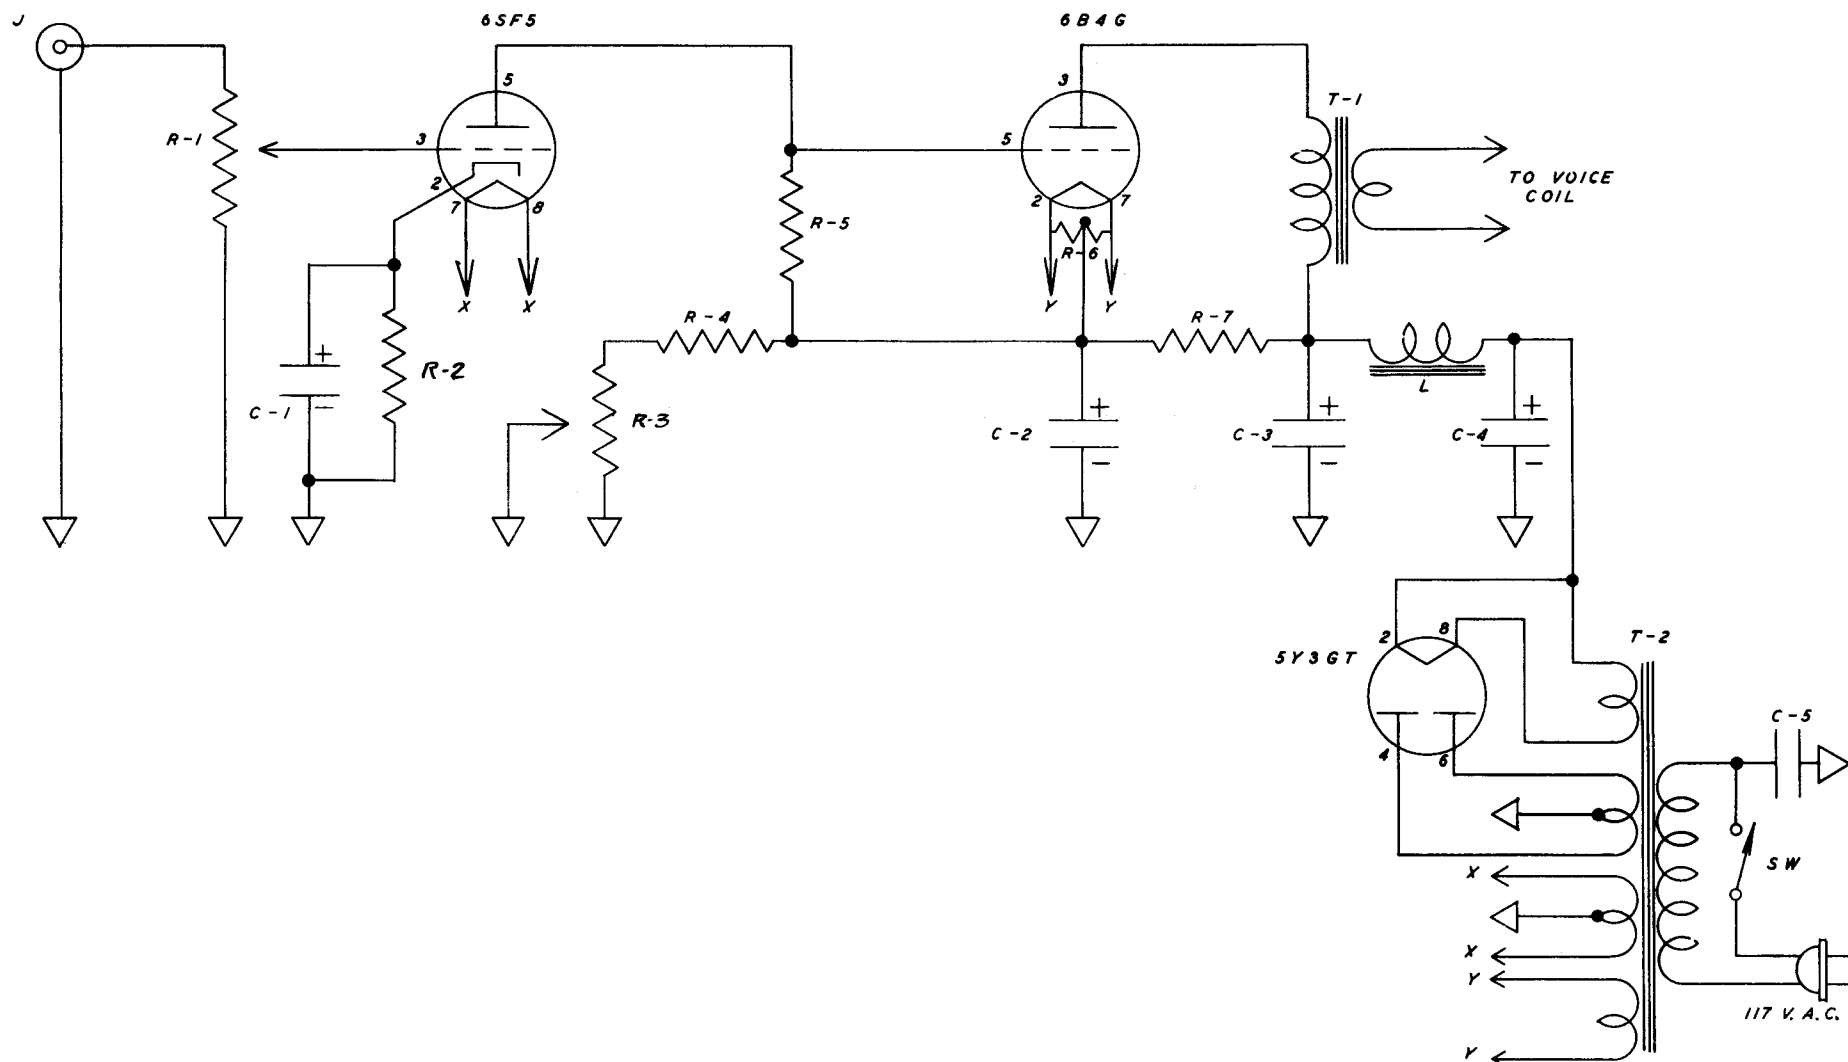 J
6SF5
6B4G
5
3
T-1
R-1
3
5
2
7
8
2
7
TO VOICE
COIL
R-5
R-6
X
X
Y
Y
R-4
R-7
+
-
C-1
R-2
R-3
L
+
-
C-2
+
-
C-3
+
-
C-4
2
8
T-2
5Y3GT
4
6
C-5
X
SW
X
Y
117 V. A.C.
Y